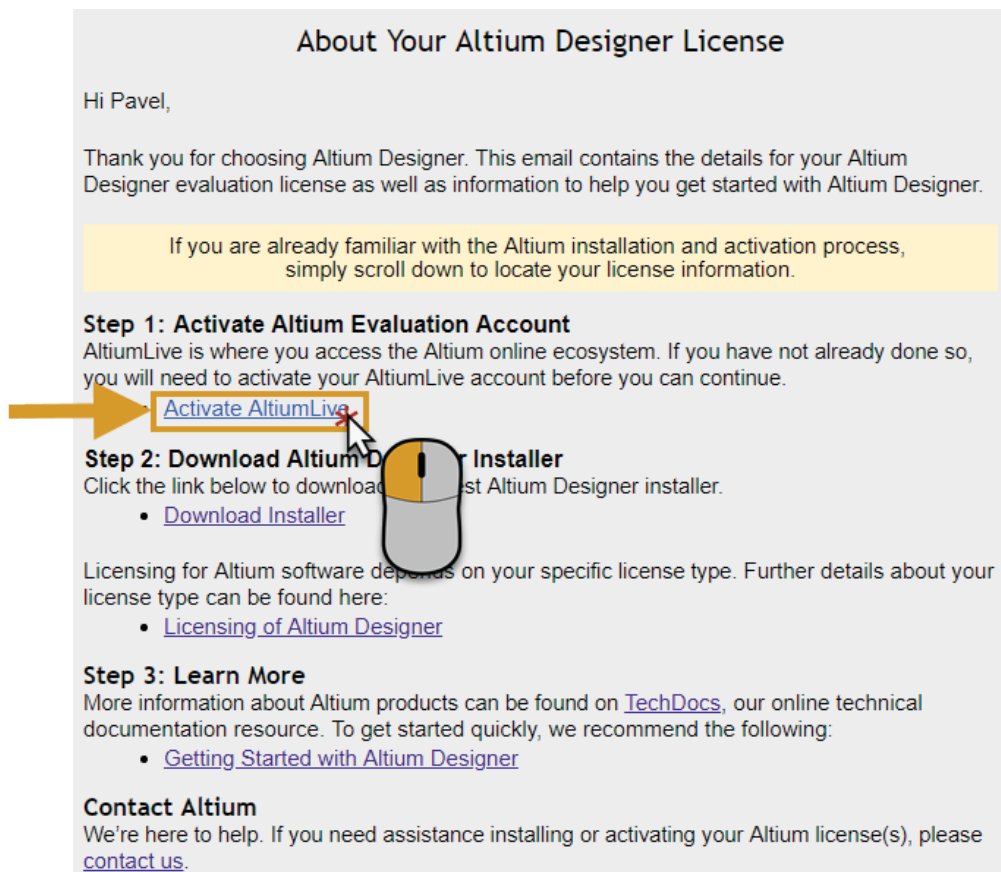 About Your Altium Designer License
Hi Pavel,
Thank you for choosing Altium Designer. This email contains the details for your Altium
Designer evaluation license as well as information to help you get started with Altium Designer.
If you are already familiar with the Altium installation and activation process,
simply scroll down to locate your license information.
Step 1: Activate Altium Evaluation Account
AltiumLive is where you access the Altium online ecosystem. If you have not already done so,
you will need to activate your AltiumLive account before you can continue.
• Activate AltiumLive
Step 2: Download Altium Installer
Click the link below to download Altium Designer installer.
• Download Installer
Licensing for Altium software depends on your specific license type. Further details about your
license type can be found here:
• Licensing of Altium Designer
Step 3: Learn More
More information about Altium products can be found on TechDocs, our online technical
documentation resource. To get started quickly, we recommend the following:
• Getting Started with Altium Designer
Contact Altium
We're here to help. If you need assistance installing or activating your Altium license(s), please
contact us.